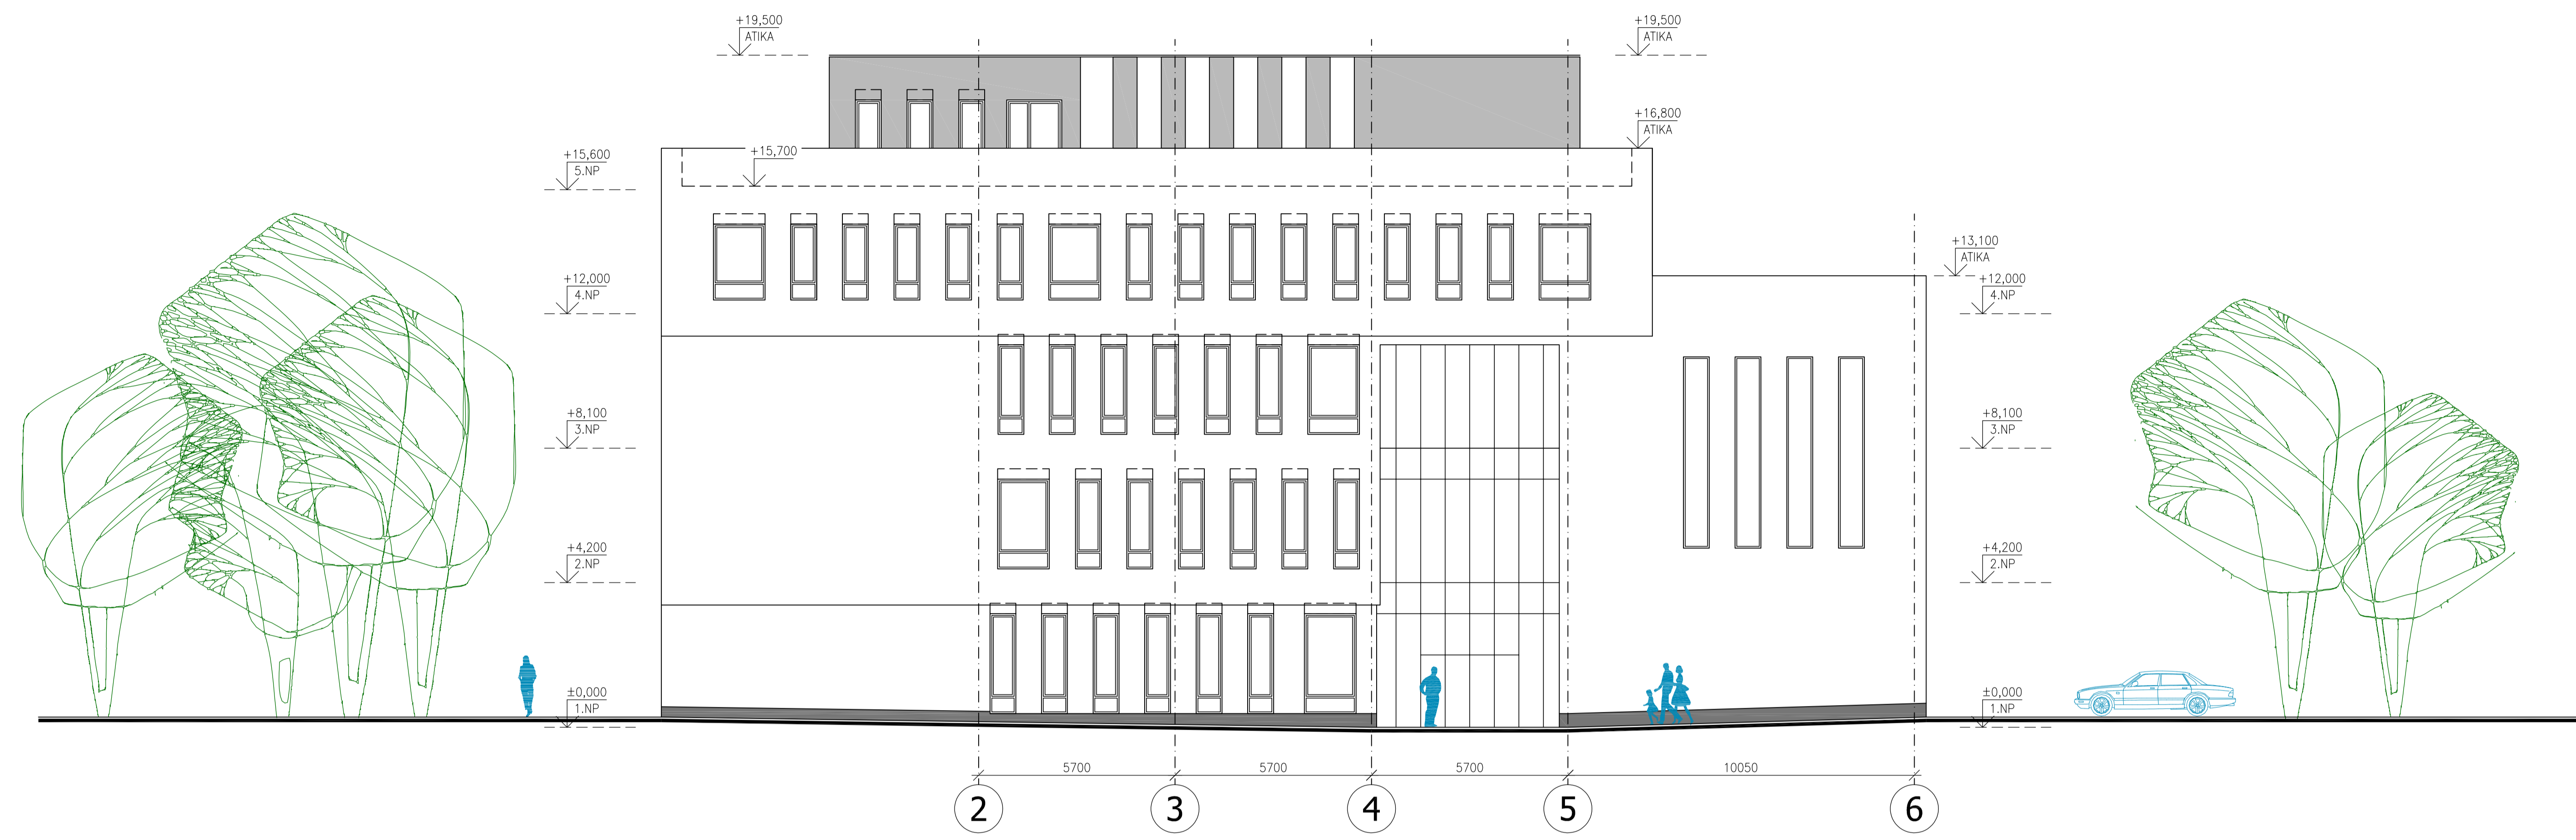 +19,500
ATIKA
+19,500
ATIKA
+16,800
ATIKA
+15,700
+15,600
5.NP
+13,100
ATIKA
+12,000
4.NP
+12,000
4.NP
+8,100
3.NP
+8,100
3.NP
+4,200
2.NP
+4,200
2.NP
±0,000
1.NP
±0,000
1.NP
5700
5700
5700
10050
2
3
4
5
6